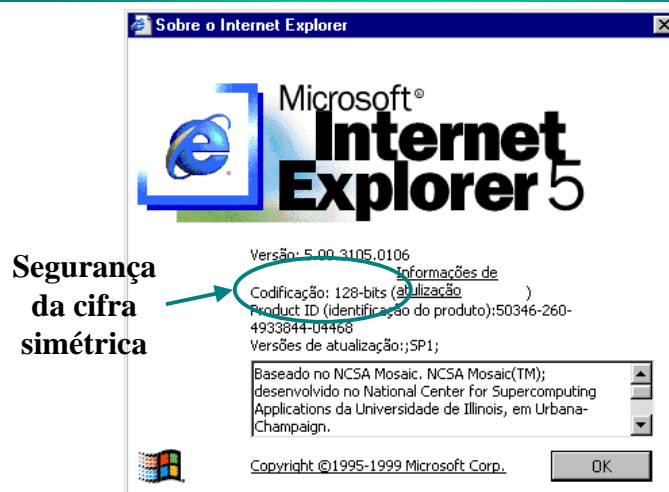 Sobre o Internet Explorer
Microsoft®
Internet
Explorer 5
Segurança
da cifra
simétrica
Versão: 5.00.3105.0106
Informações de
Codificação: 128-bits (atulização )
Product ID (identificação do produto):50346-260-
4933844-04468
Versões de atualização:;SP1;
Baseado no NCSA Mosaic. NCSA Mosaic(TM);
desenvolvido no National Center for Supercomputing
Applications da Universidade de Illinois, em Urbana-
Champaign.
Copyright ©1995-1999 Microsoft Corp.
OK